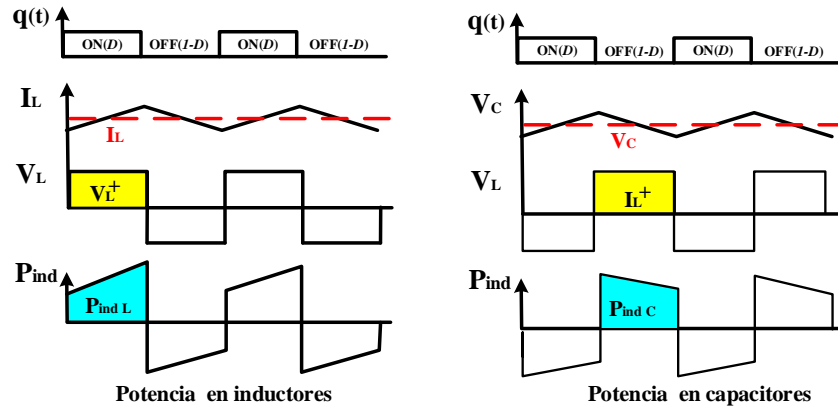 q(t)
ON(D) OFF(1-D) ON(D) OFF(1-D)
IL
IL
VL
VL+
Pind
Pind L
Potencia en inductores
q(t)
ON(D) OFF(1-D) ON(D) OFF(1-D)
VC
VC
VL
IL+
Pind
Pind C
Potencia en capacitores